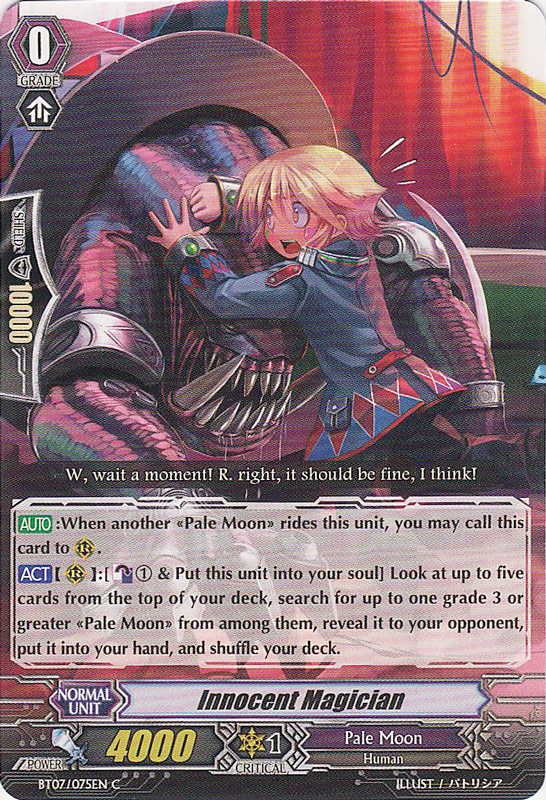 0
GRADE
SHIELD
10000
W, wait a moment! R. right, it should be fine, I think!
AUTO :When another «Pale Moon» rides this unit, you may call this
card to .
ACT [ ]:[ ① & Put this unit into your soul] Look at up to five
cards from the top of your deck, search for up to one grade 3 or
greater «Pale Moon» from among them, reveal it to your opponent,
put it into your hand, and shuffle your deck.
NORMAL
UNIT
Innocent Magician
POWER
4000
1
CRITICAL
Pale Moon
Human
BT07/075EN C
ILLUST / パトリシア